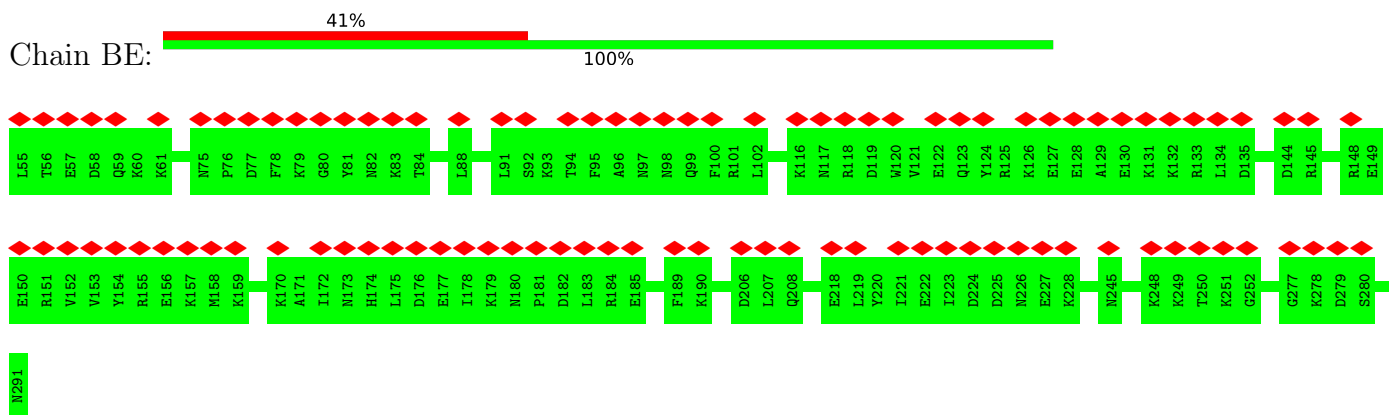 41%
Chain BE:
100%
L55 T56 E57 D58 Q59 K60 K61 N75 P76 D77 F78 K79 G80 Y81 N82 K83 T84 L88 L91 S92 K93 T94 F95 A96 N97 N98 Q99 F100 R101 L102 K116 N117 R118 D119 W120 V121 E122 Q123 Y124 R125 K126 E127 E128 A129 E130 K131 K132 R133 L134 D135 D144 R145 R148 E149
E150 R151 V152 V153 Y154 R155 E156 K157 M158 K159 K170 A171 I172 N173 H174 L175 D176 E177 I178 K179 N180 P181 D182 L183 R184 E185 F189 K190 D206 L207 Q208 E218 L219 Y220 I221 E222 I223 D224 D225 N226 E227 K228 N245 K248 K249 T250 K251 G252 G277 K278 D279 S280
N291